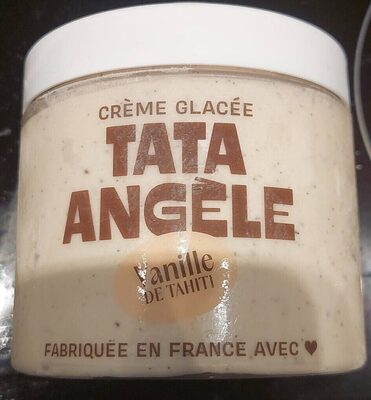 CRÈME GLACÉE
TATA
ANGÈLE
Vanille
DE TAHITI
FABRIQUÉE EN FRANCE AVEC ♥